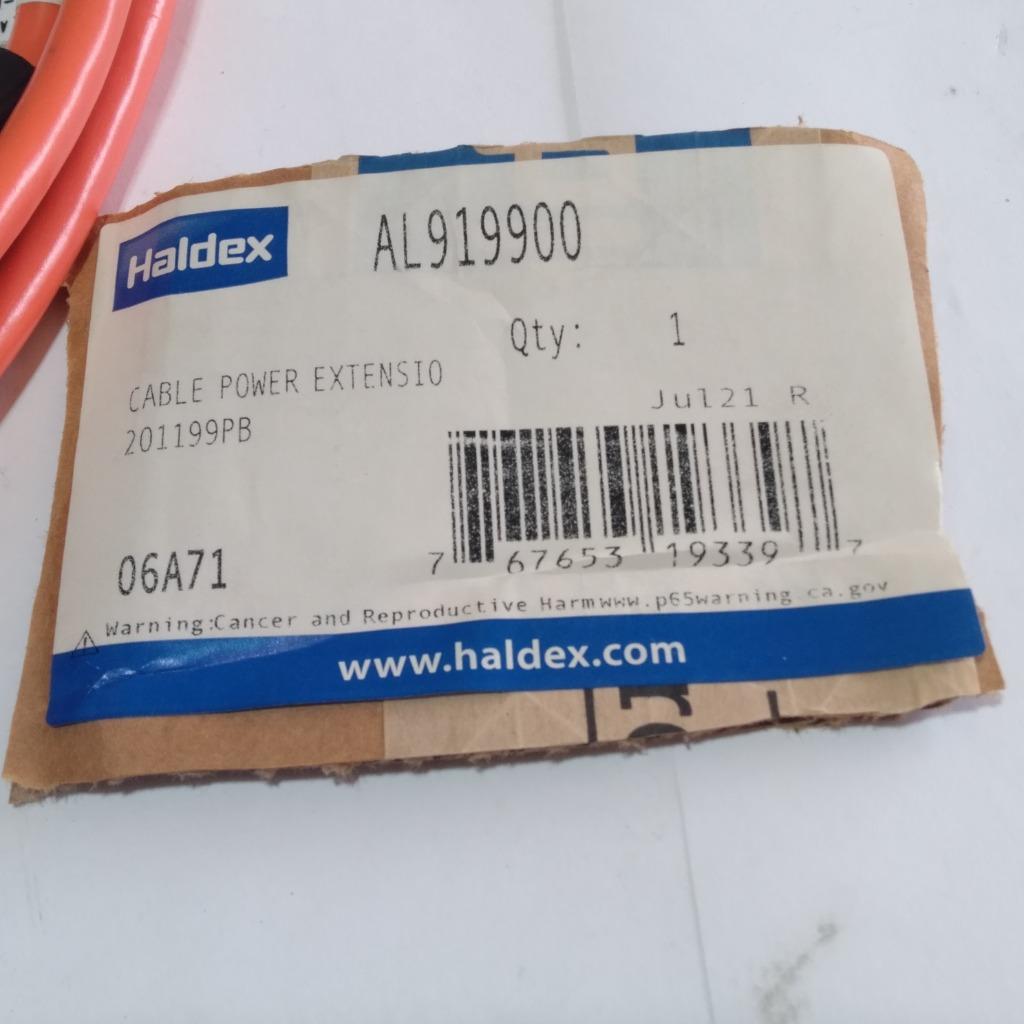 Haldex
AL919900
Qty: 1
CABLE POWER EXTENSIO
201199PB
Jul21 R
7 67653 19339 7
06A71
Warning:Cancer and Reproductive Harmwww.p65warning.ca.gov
www.haldex.com